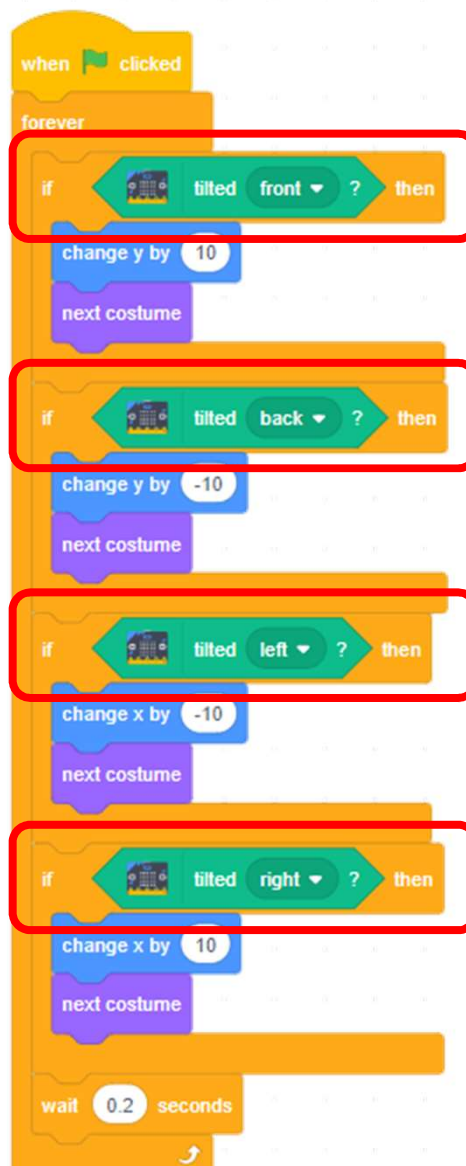 when clicked
forever
if tilted front ? then
change y by 10
next costume
if tilted back ? then
change y by -10
next costume
if tilted left ? then
change x by -10
next costume
if tilted right ? then
change x by 10
next costume
wait 0.2 seconds